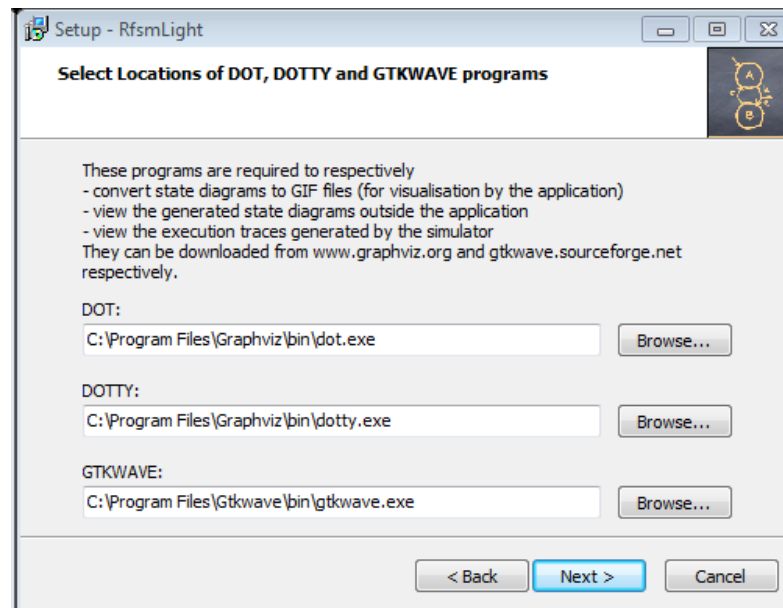 Setup - RfsmLight
Select Locations of DOT, DOTTY and GTKWAVE programs
A
B
These programs are required to respectively
- convert state diagrams to GIF files (for visualisation by the application)
- view the generated state diagrams outside the application
- view the execution traces generated by the simulator
They can be downloaded from www.graphviz.org and gtkwave.sourceforge.net
respectively.
DOT:
C:\Program Files\Graphviz\bin\dot.exe
Browse...
DOTTY:
C:\Program Files\Graphviz\bin\dotty.exe
Browse...
GTKWAVE:
C:\Program Files\Gtkwave\bin\gtkwave.exe
Browse...
< Back
Next >
Cancel